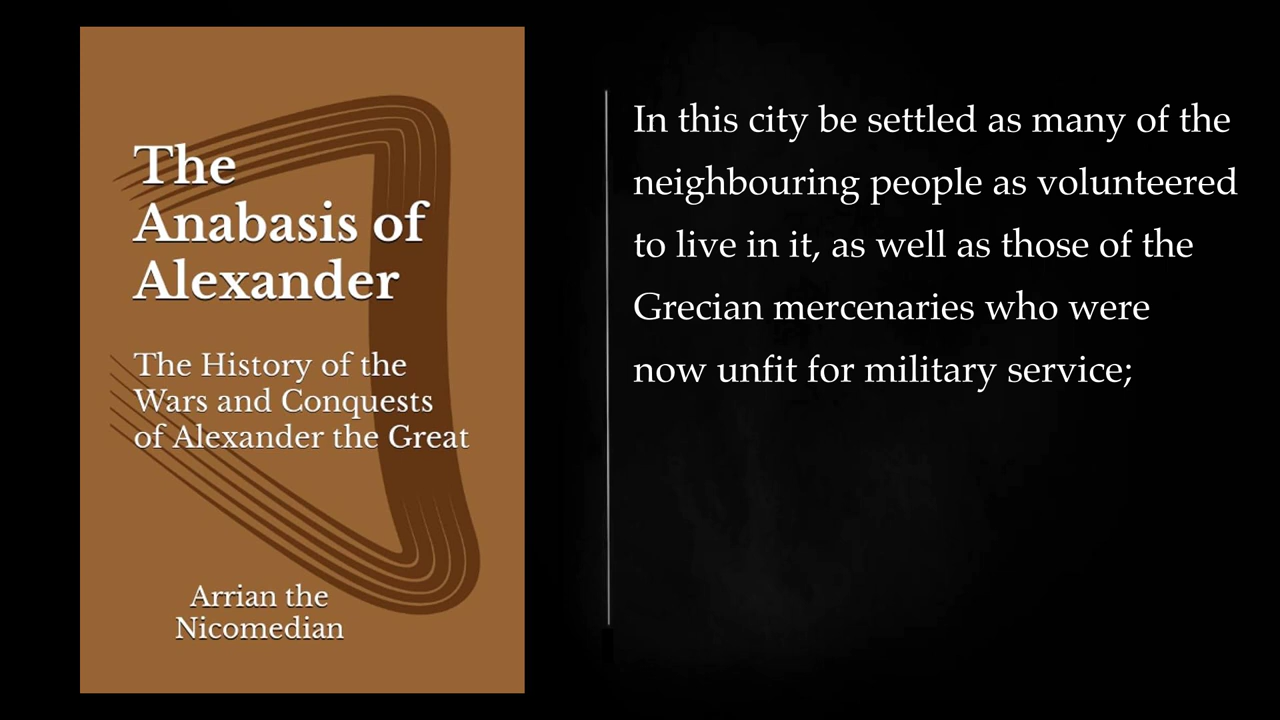 The
Anabasis of
Alexander
The History of the
Wars and Conquests
of Alexander the Great
Arrian the
Nicomedian
In this city be settled as many of the
neighbouring people as volunteered
to live in it, as well as those of the
Grecian mercenaries who were
now unfit for military service;